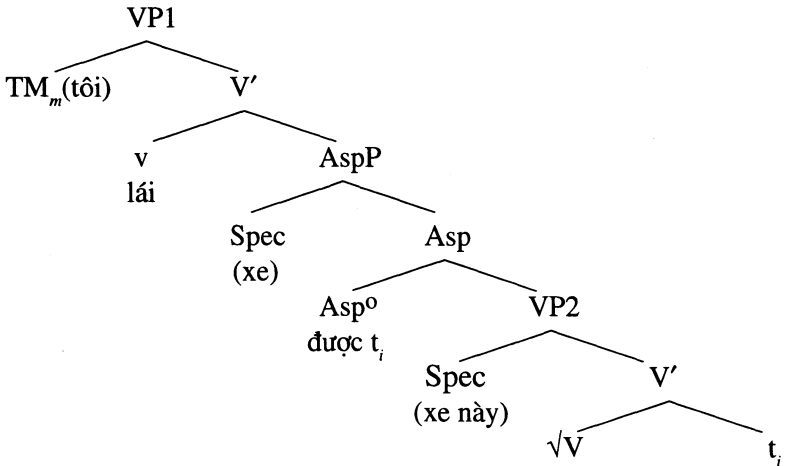 VP1
TMm(tôi) V′
v AspP
lái
Spec Asp
(xe)
Aspo VP2
được ti
Spec V′
(xe này)
√V ti